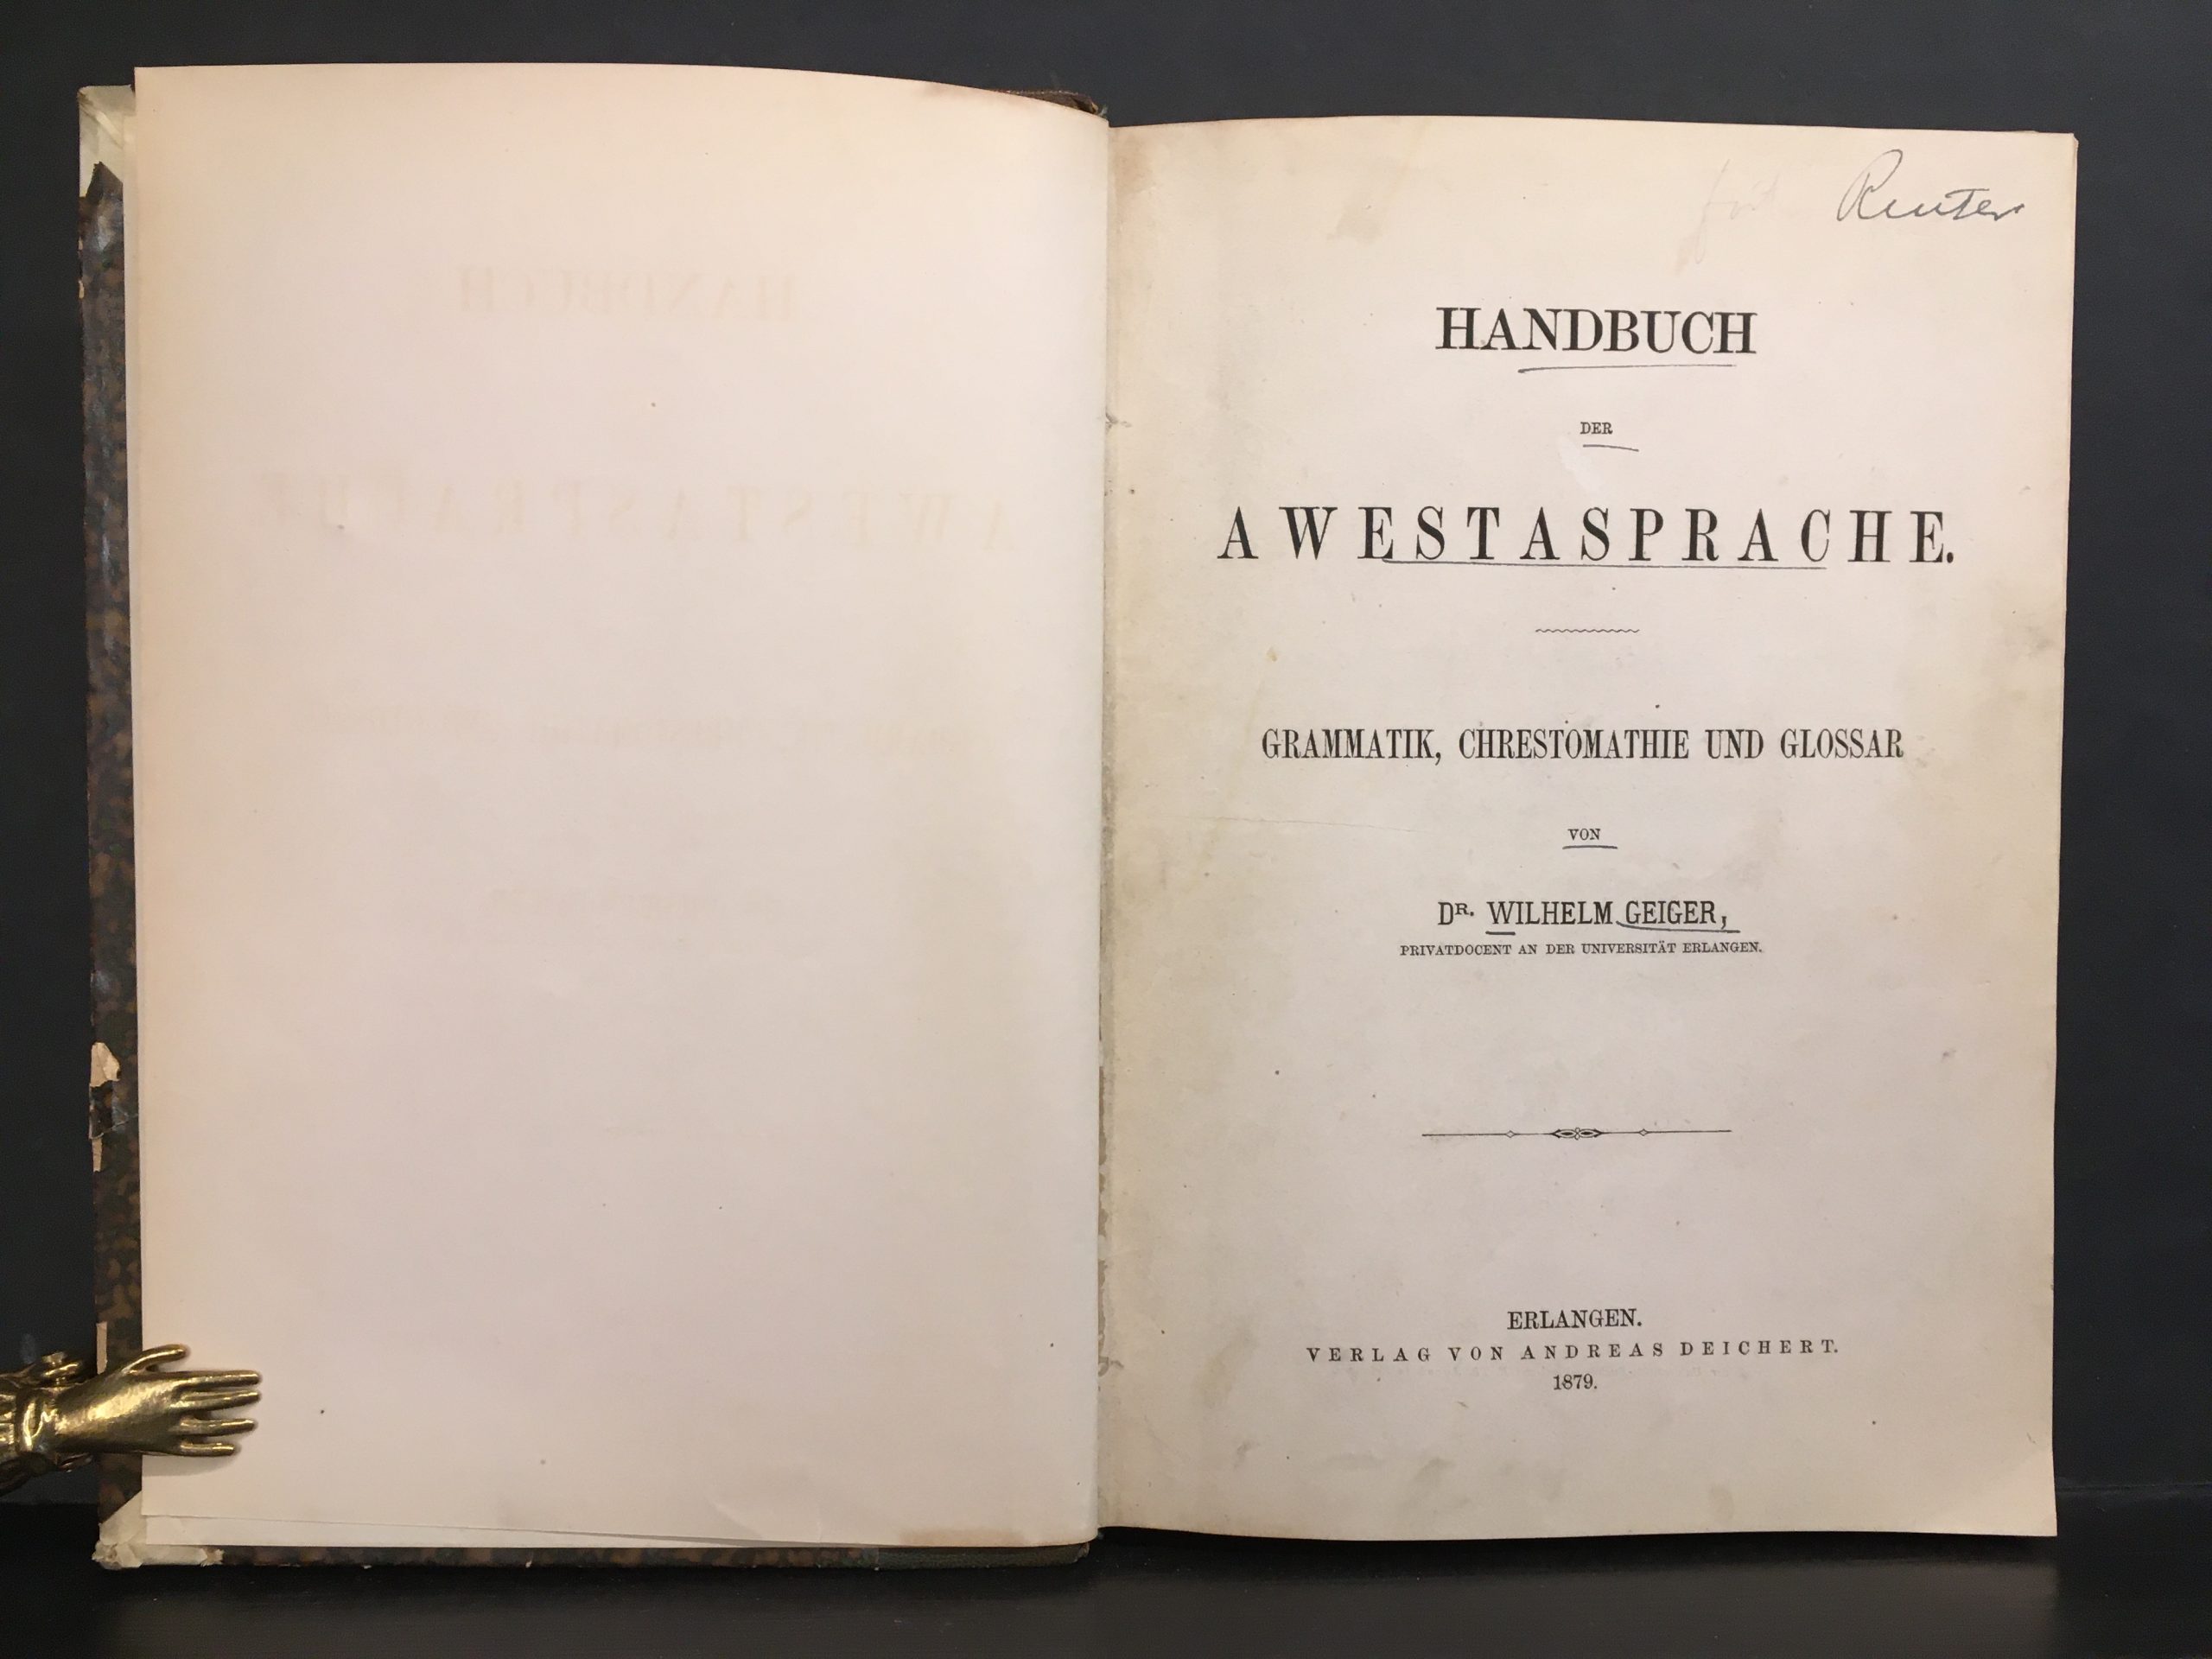 Reuter
HANDBUCH
DER
AWESTASPRACHE.
GRAMMATIK, CHRESTOMATHIE UND GLOSSAR
VON
DR. WILHELM GEIGER,
PRIVATDOCENT AN DER UNIVERSITÄT ERLANGEN.
ERLANGEN.
VERLAG VON ANDREAS DEICHERT.
1879.